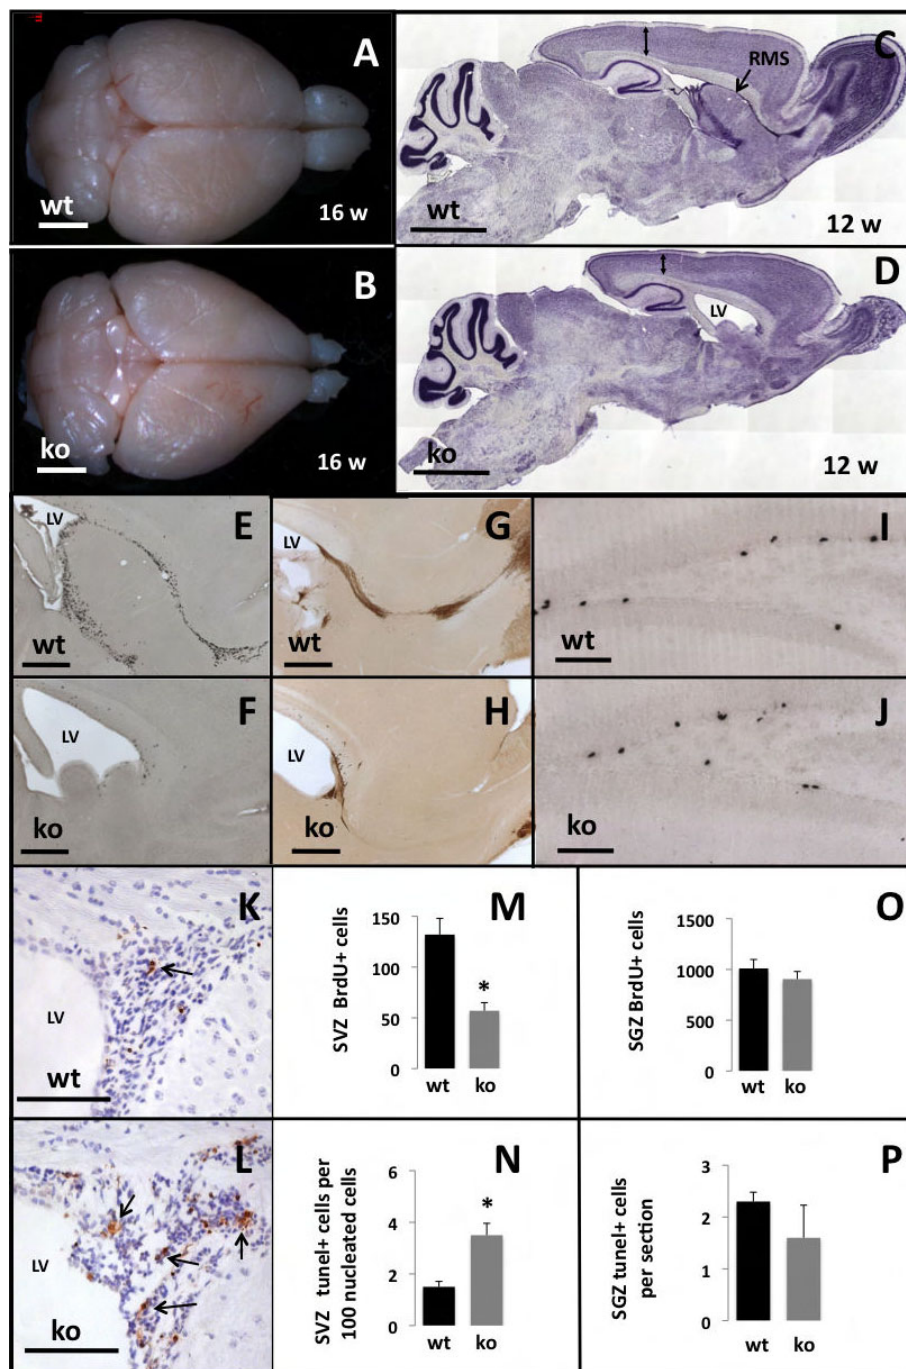 A
wt
16 w
C
RMS
wt
12 w
B
ko
16 w
D
LV
ko
12 w
LV
E
wt
LV
G
wt
I
wt
F
LV
ko
H
LV
ko
J
ko
K
LV
wt
M
SVZ BrdU+ cells
150
100
50
0
*
wt ko
O
SGZ BrdU+ cells
1500
1000
500
0
wt ko
L
LV
ko
N
SVZ tunel+ cells per
100 nucleated cells
6
4
2
0
*
wt ko
P
SGZ tunel+ cells
per section
3
2
1
0
wt ko